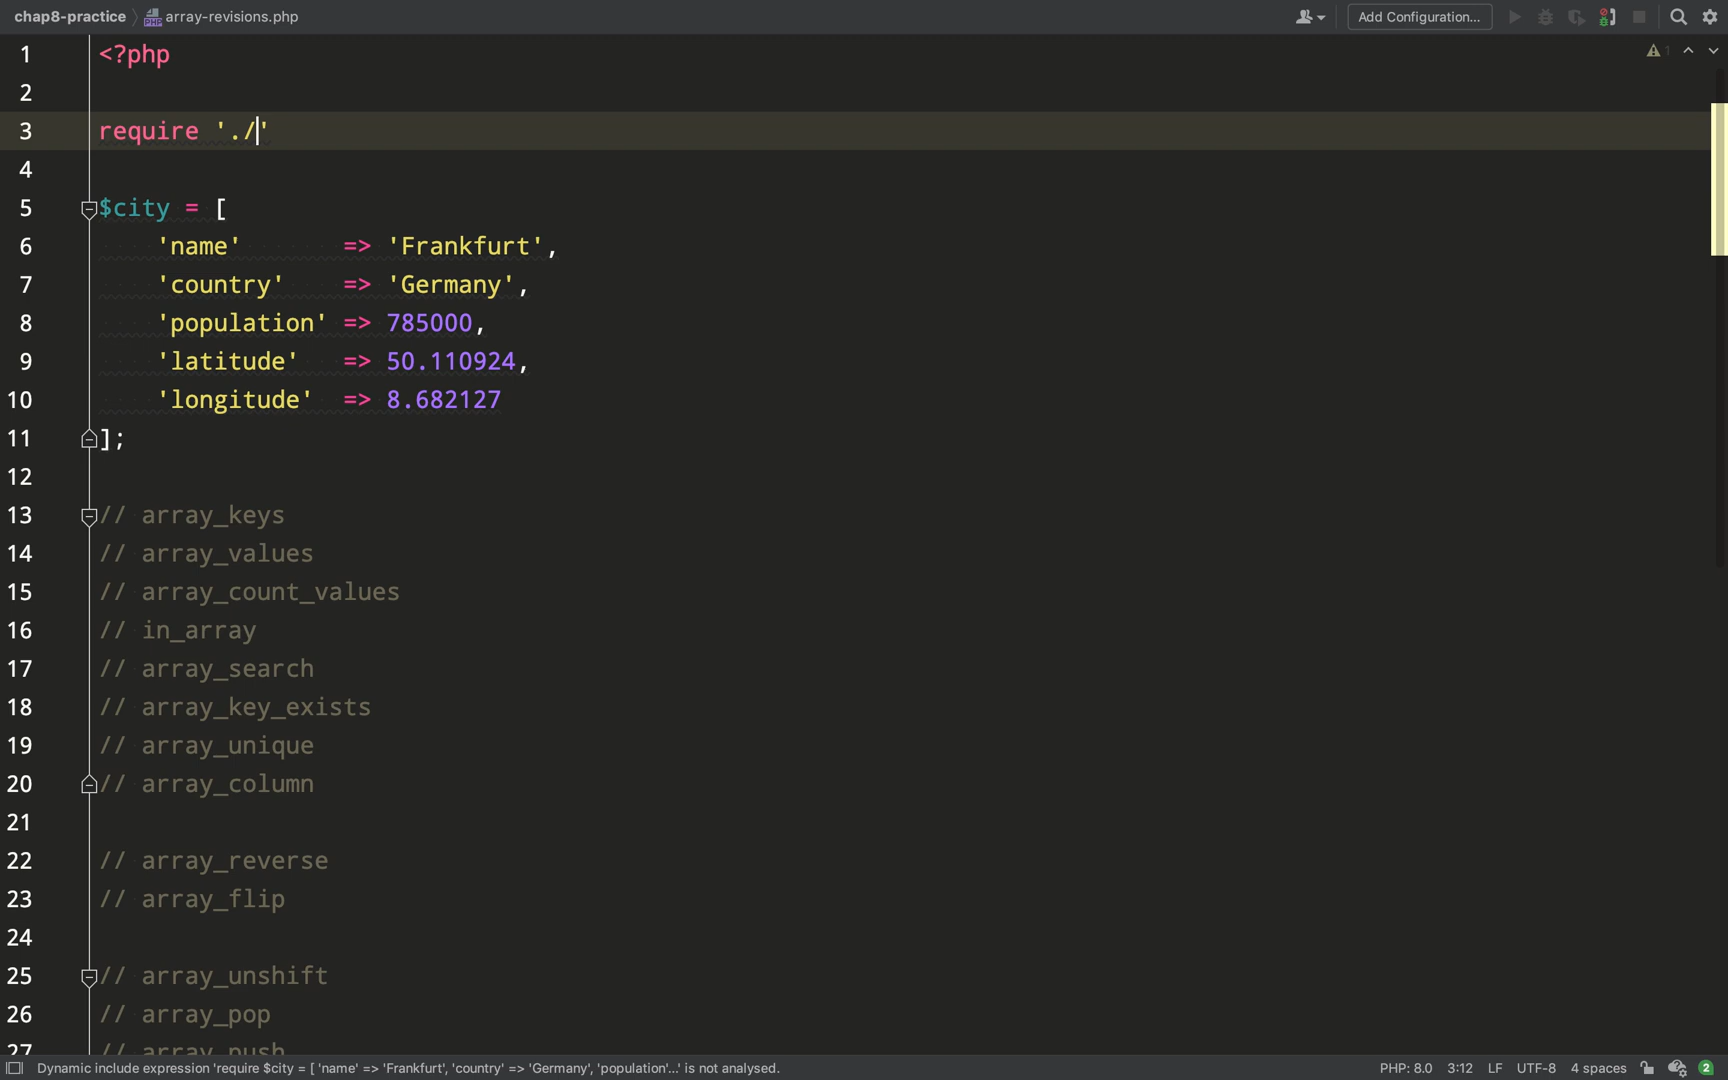 chap8-practice array-revisions.php Add Configuration...
1 <?php
1
2
3 require './'
4
5 $city = [
6 'name' => 'Frankfurt',
7 'country' => 'Germany',
8 'population' => 785000,
9 'latitude' => 50.110924,
10 'longitude' => 8.682127
11 ];
12
13 // array_keys
14 // array_values
15 // array_count_values
16 // in_array
17 // array_search
18 // array_key_exists
19 // array_unique
20 // array_column
21
22 // array_reverse
23 // array_flip
24
25 // array_unshift
26 // array_pop
27 // array_push
Dynamic include expression 'require $city = [ 'name' => 'Frankfurt', 'country' => 'Germany', 'population'...' is not analysed. PHP: 8.0 3:12 LF UTF-8 4 spaces 2